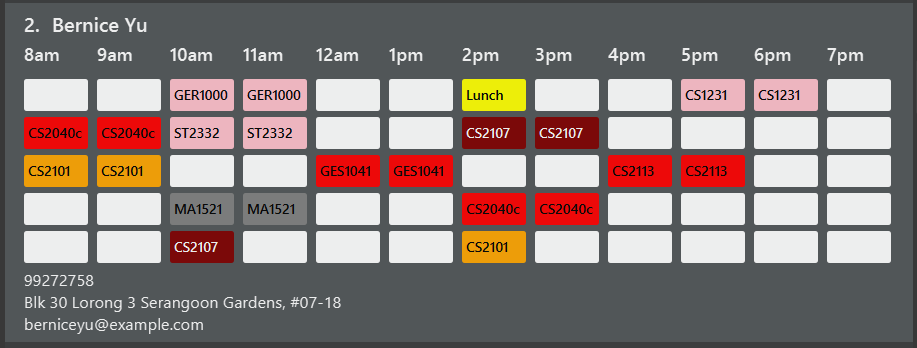 2. Bernice Yu
8am 9am 10am 11am 12am 1pm 2pm 3pm 4pm 5pm 6pm 7pm
GER1000 GER1000 Lunch CS1231 CS1231
CS2040c CS2040c ST2332 ST2332 CS2107 CS2107
CS2101 CS2101 GES1041 GES1041 CS2113 CS2113
MA1521 MA1521 CS2040c CS2040c
CS2107 CS2101
99272758
Blk 30 Lorong 3 Serangoon Gardens, #07-18
berniceyu@example.com